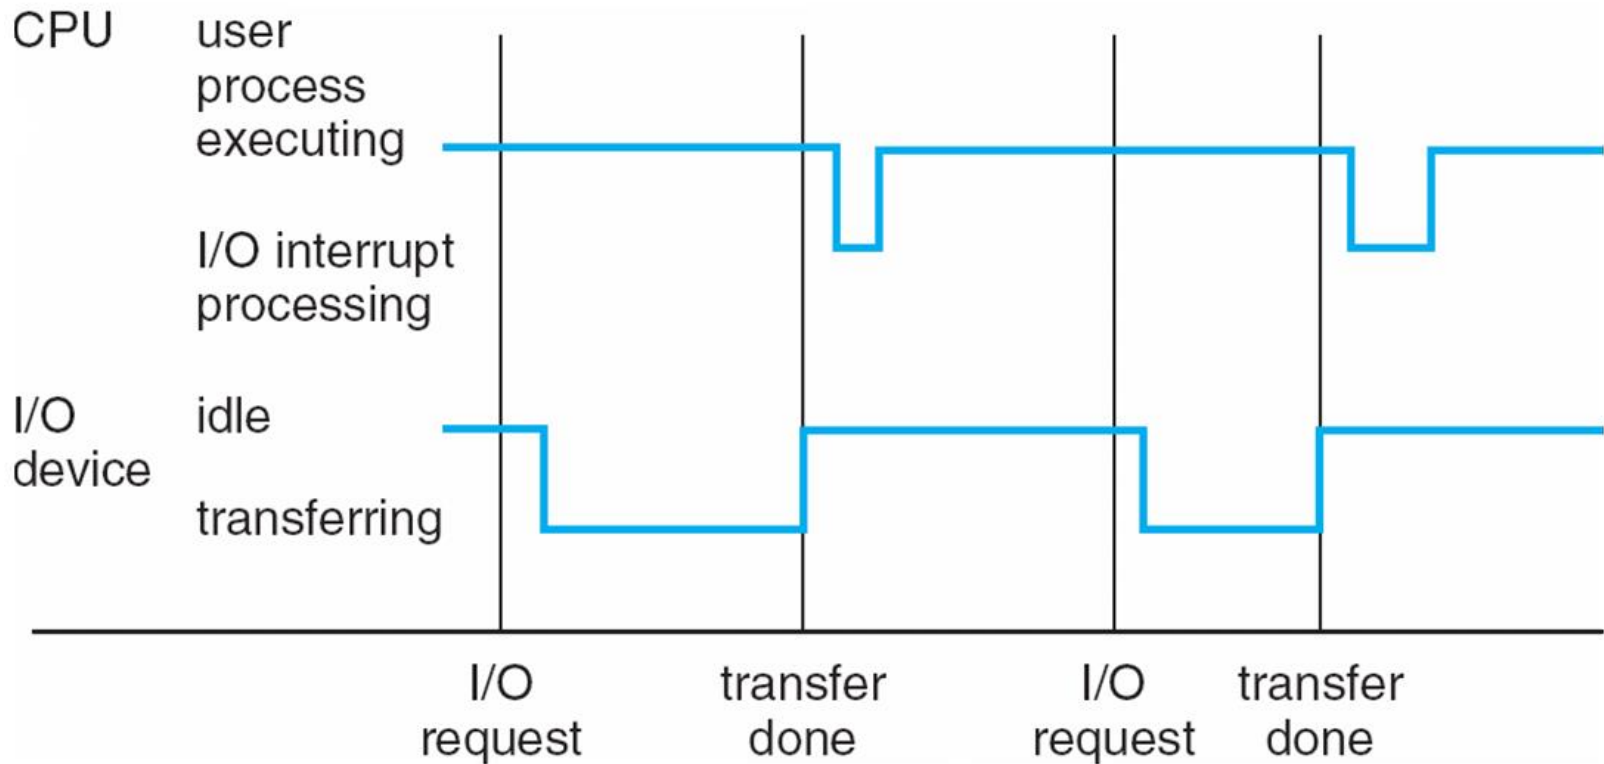 CPU
user
process
executing
I/O interrupt
processing
I/O
device
idle
transferring
I/O
request
transfer
done
I/O
request
transfer
done